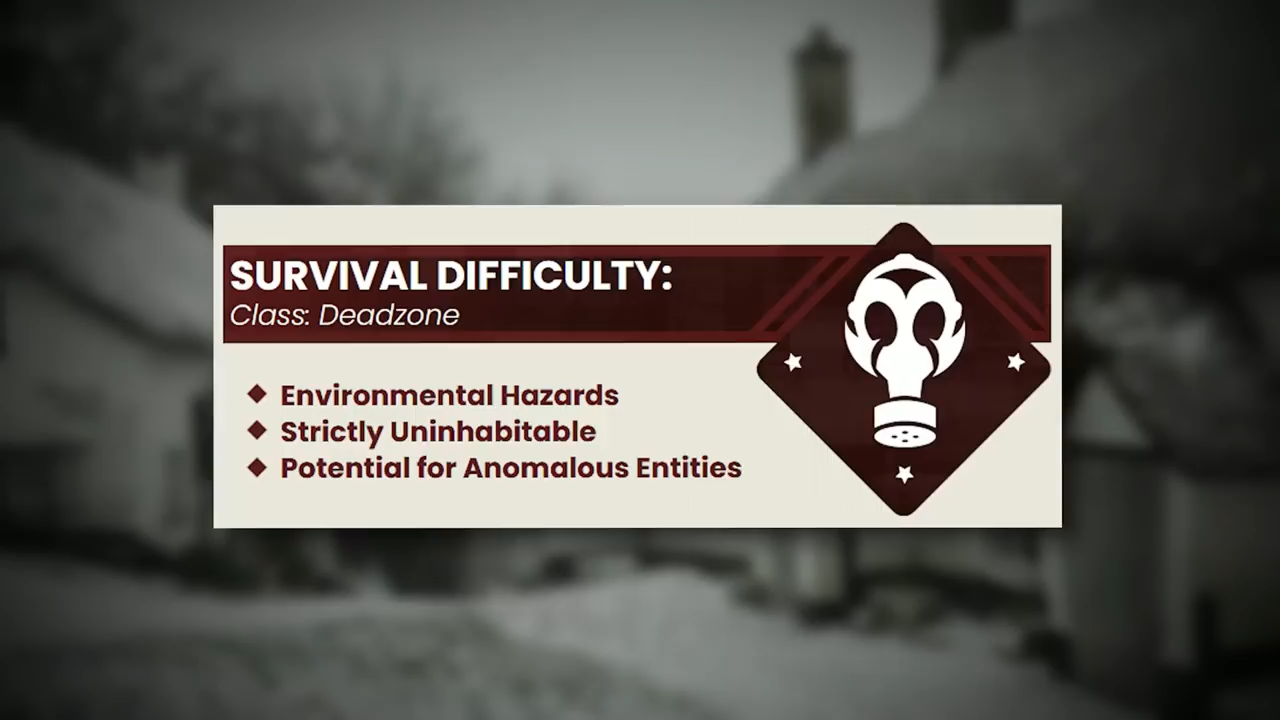 SURVIVAL DIFFICULTY:
Class: Deadzone
Environmental Hazards
Strictly Uninhabitable
Potential for Anomalous Entities